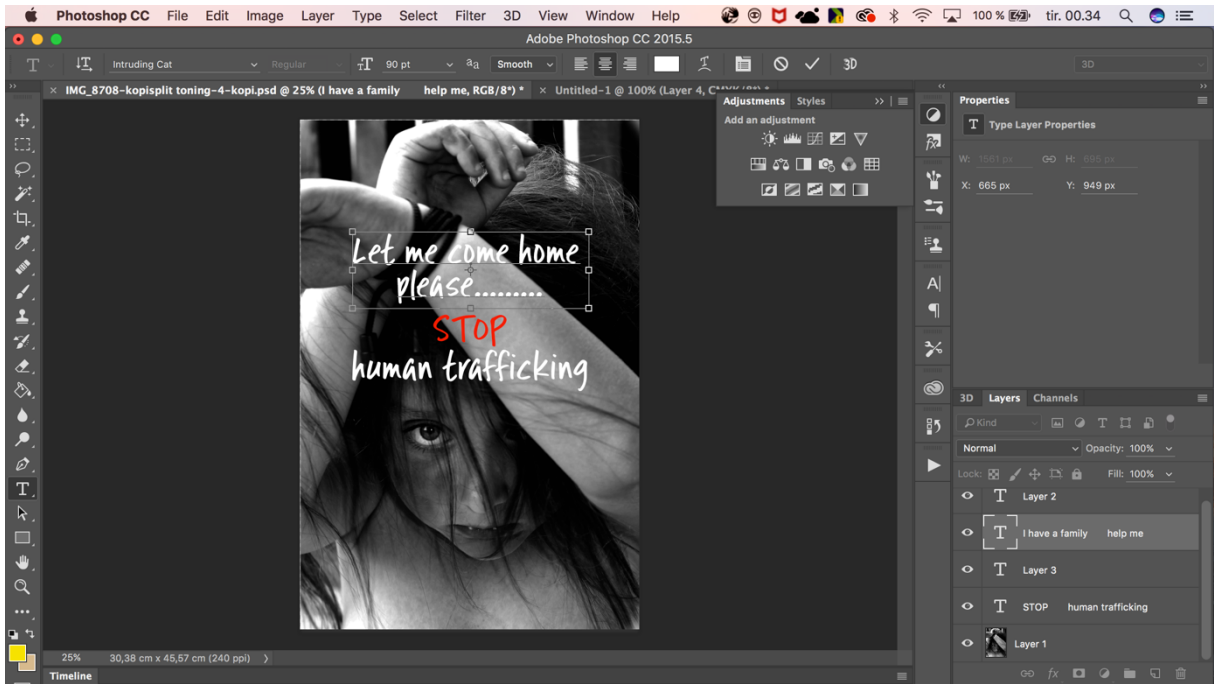 Photoshop CC File Edit Image Layer Type Select Filter 3D View Window Help 100 % tir. 00.34
Adobe Photoshop CC 2015.5
T Intruding Cat Regular 90 pt Smooth 3D 3D
IMG_8708-kopisplit toning-4-kopi.psd @ 25% (I have a family help me, RGB/8*) * Untitled-1 @ 100% (Layer 4, CMYK/8*) *
Adjustments Styles
Add an adjustment
Properties
T Type Layer Properties
W: 1561 px H: 695 px
X: 665 px Y: 949 px
Let me come home
please.........
STOP
human trafficking
3D Layers Channels
Kind
Normal Opacity: 100%
Lock: Fill: 100%
T Layer 2
T I have a family help me
T Layer 3
T STOP human trafficking
Layer 1
25% 30,38 cm x 45,57 cm (240 ppi)
Timeline